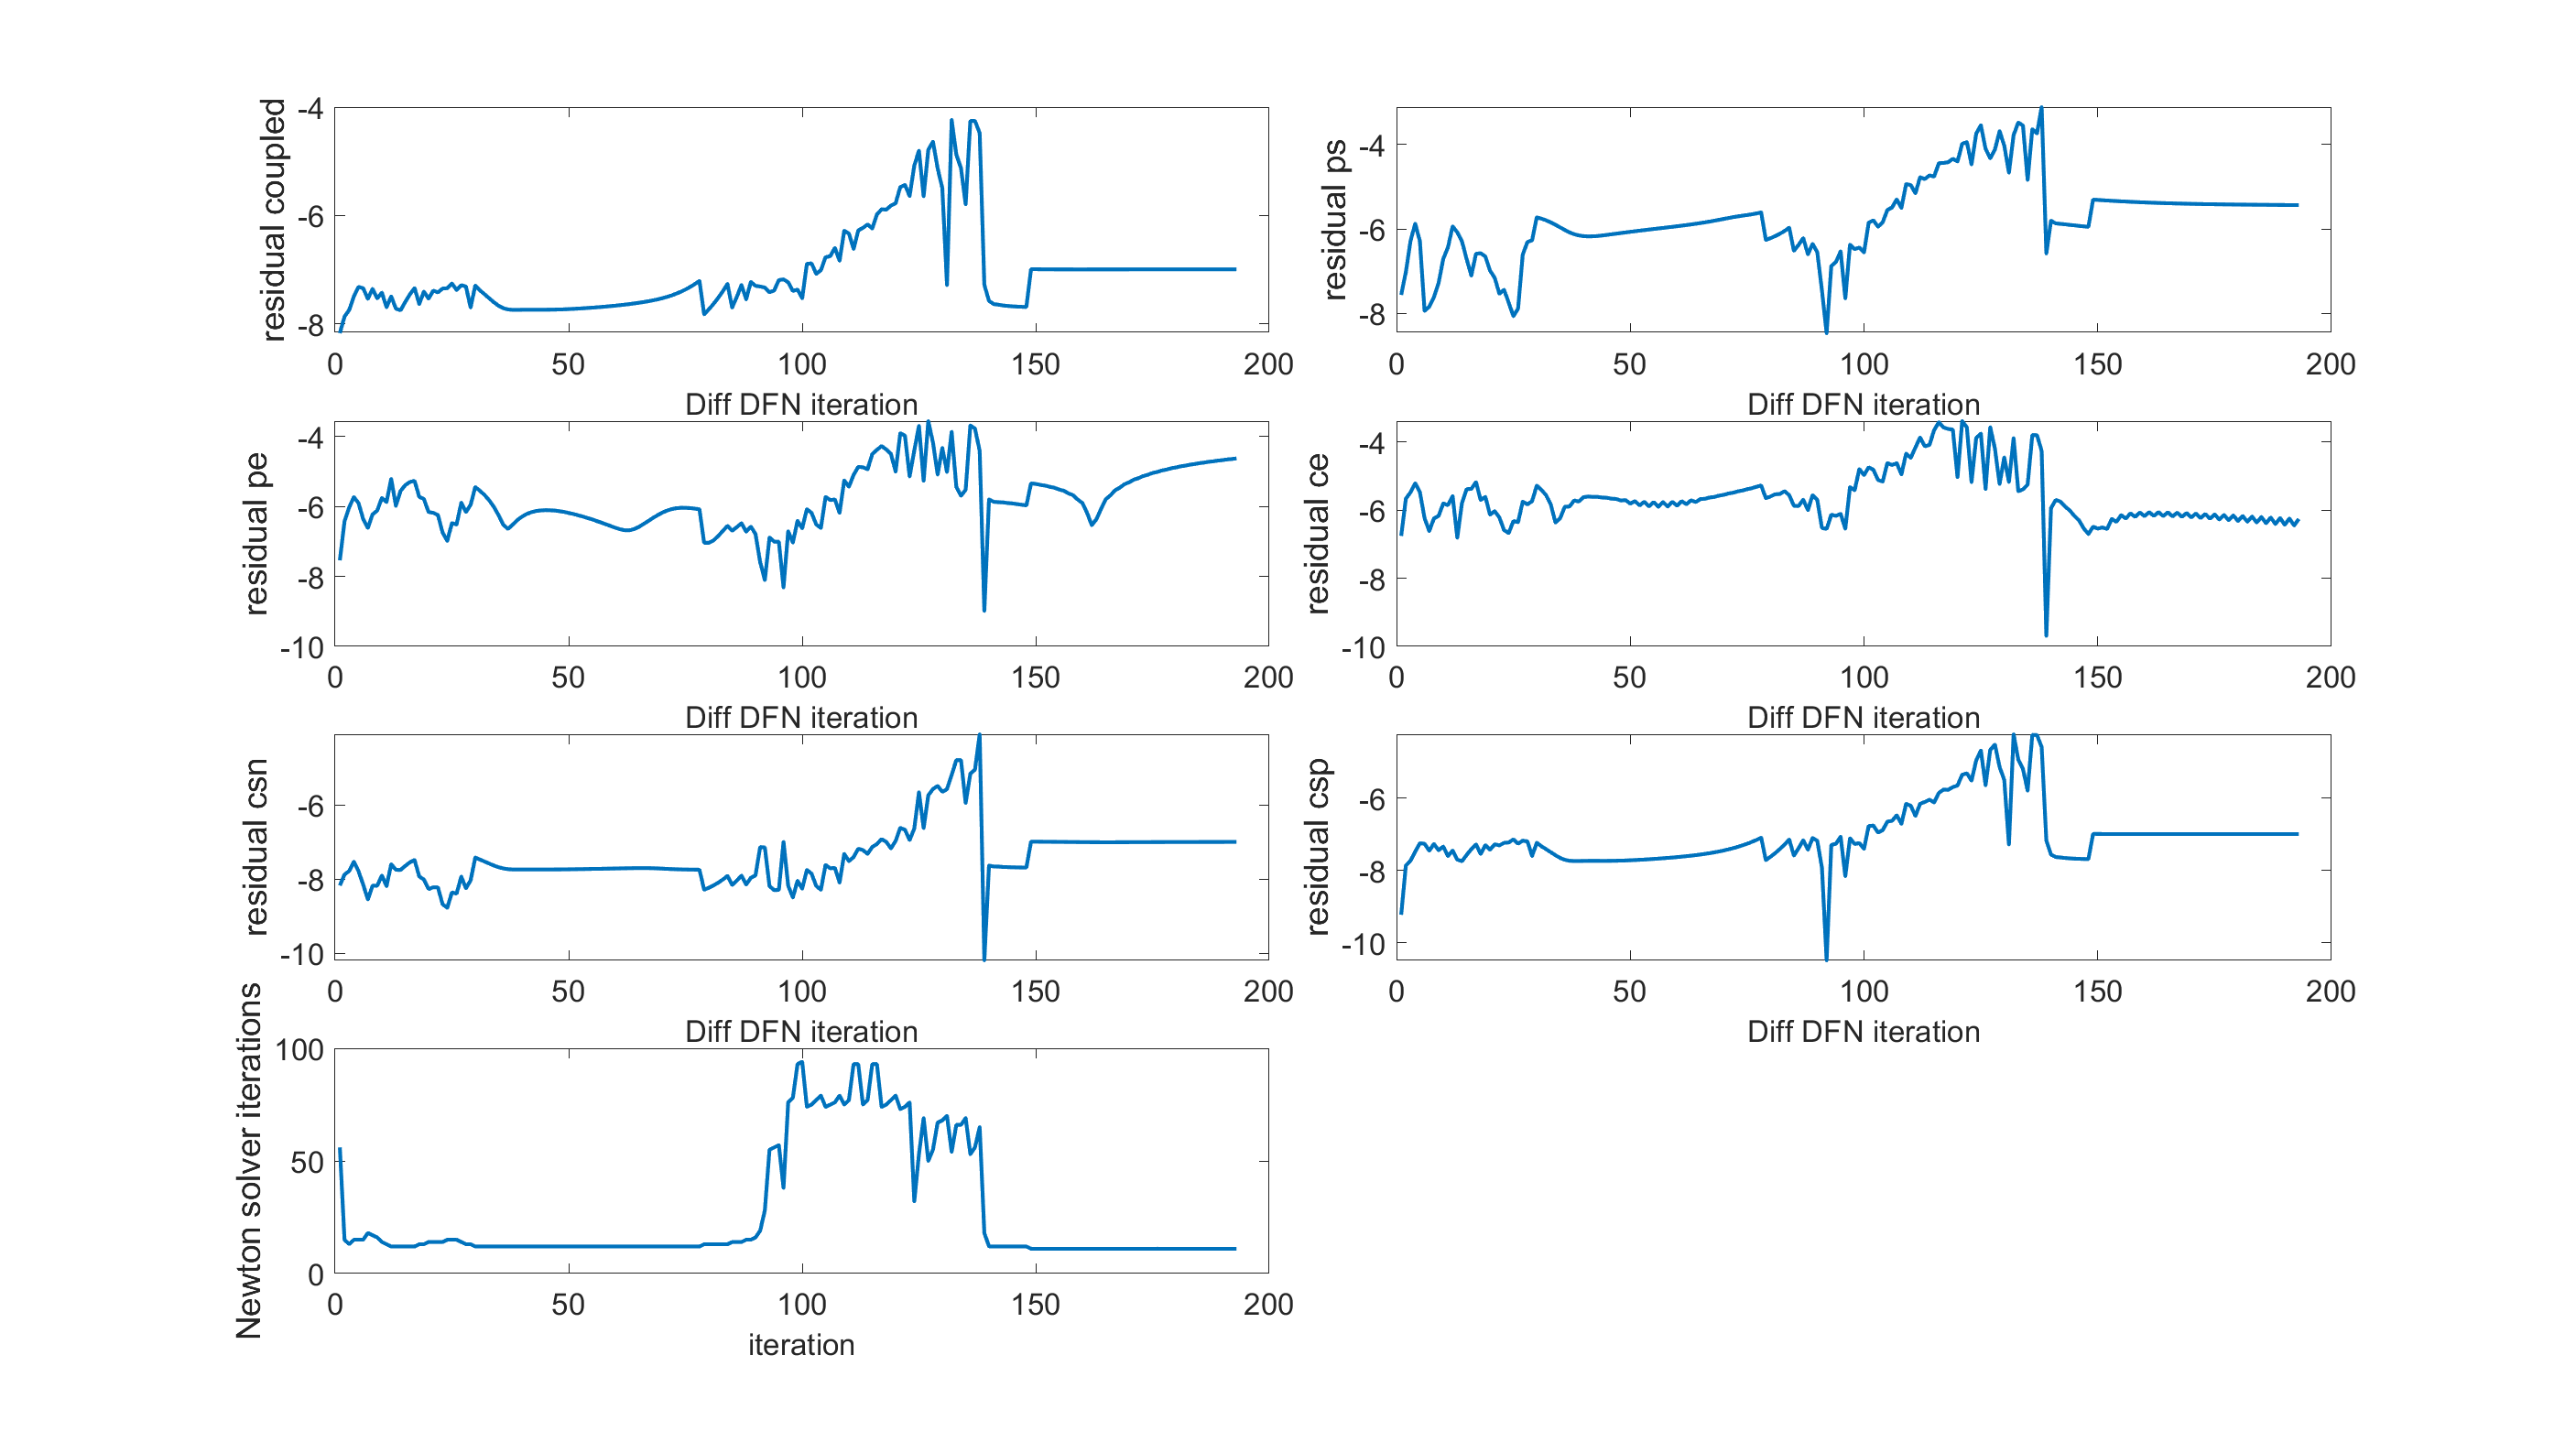 residual coupled
-4
-6
-8
0 50 100 150 200
Diff DFN iteration
residual ps
-4
-6
-8
0 50 100 150 200
Diff DFN iteration
residual pe
-4
-6
-8
-10
0 50 100 150 200
Diff DFN iteration
residual ce
-4
-6
-8
-10
0 50 100 150 200
Diff DFN iteration
residual csn
-6
-8
-10
0 50 100 150 200
Diff DFN iteration
residual csp
-6
-8
-10
0 50 100 150 200
Diff DFN iteration
Newton solver iterations
100
50
0
0 50 100 150 200
iteration